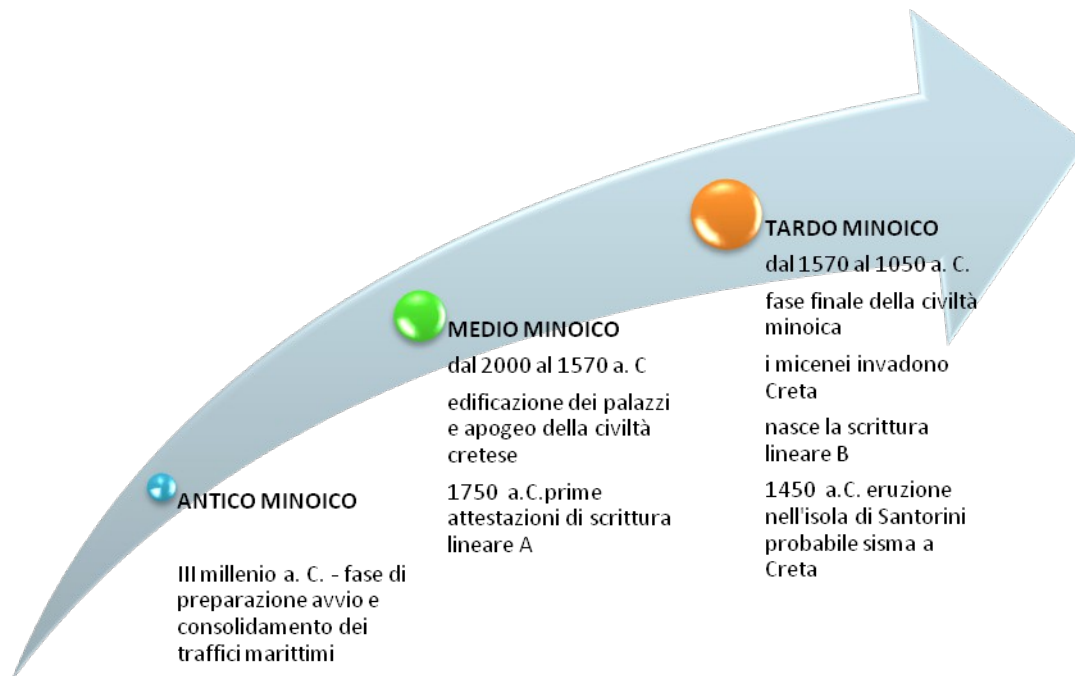 ANTICO MINOICO
III millenio a. C. - fase di
preparazione avvio e
consolidamento dei
traffici marittimi
MEDIO MINOICO
dal 2000 al 1570 a. C
edificazione dei palazzi
e apogeo della civiltà
cretese
1750 a.C.prime
attestazioni di scrittura
lineare A
TARDO MINOICO
dal 1570 al 1050 a. C.
fase finale della civiltà
minoica
i micenei invadono
Creta
nasce la scrittura
lineare B
1450 a.C. eruzione
nell'isola di Santorini
probabile sisma a
Creta